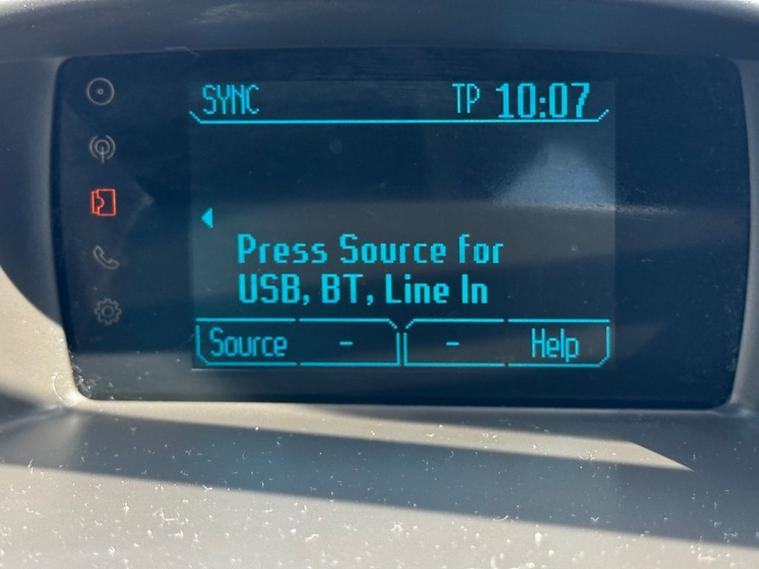 SYNC TP 10:07
Press Source for
USB, BT, Line In
Source - - Help